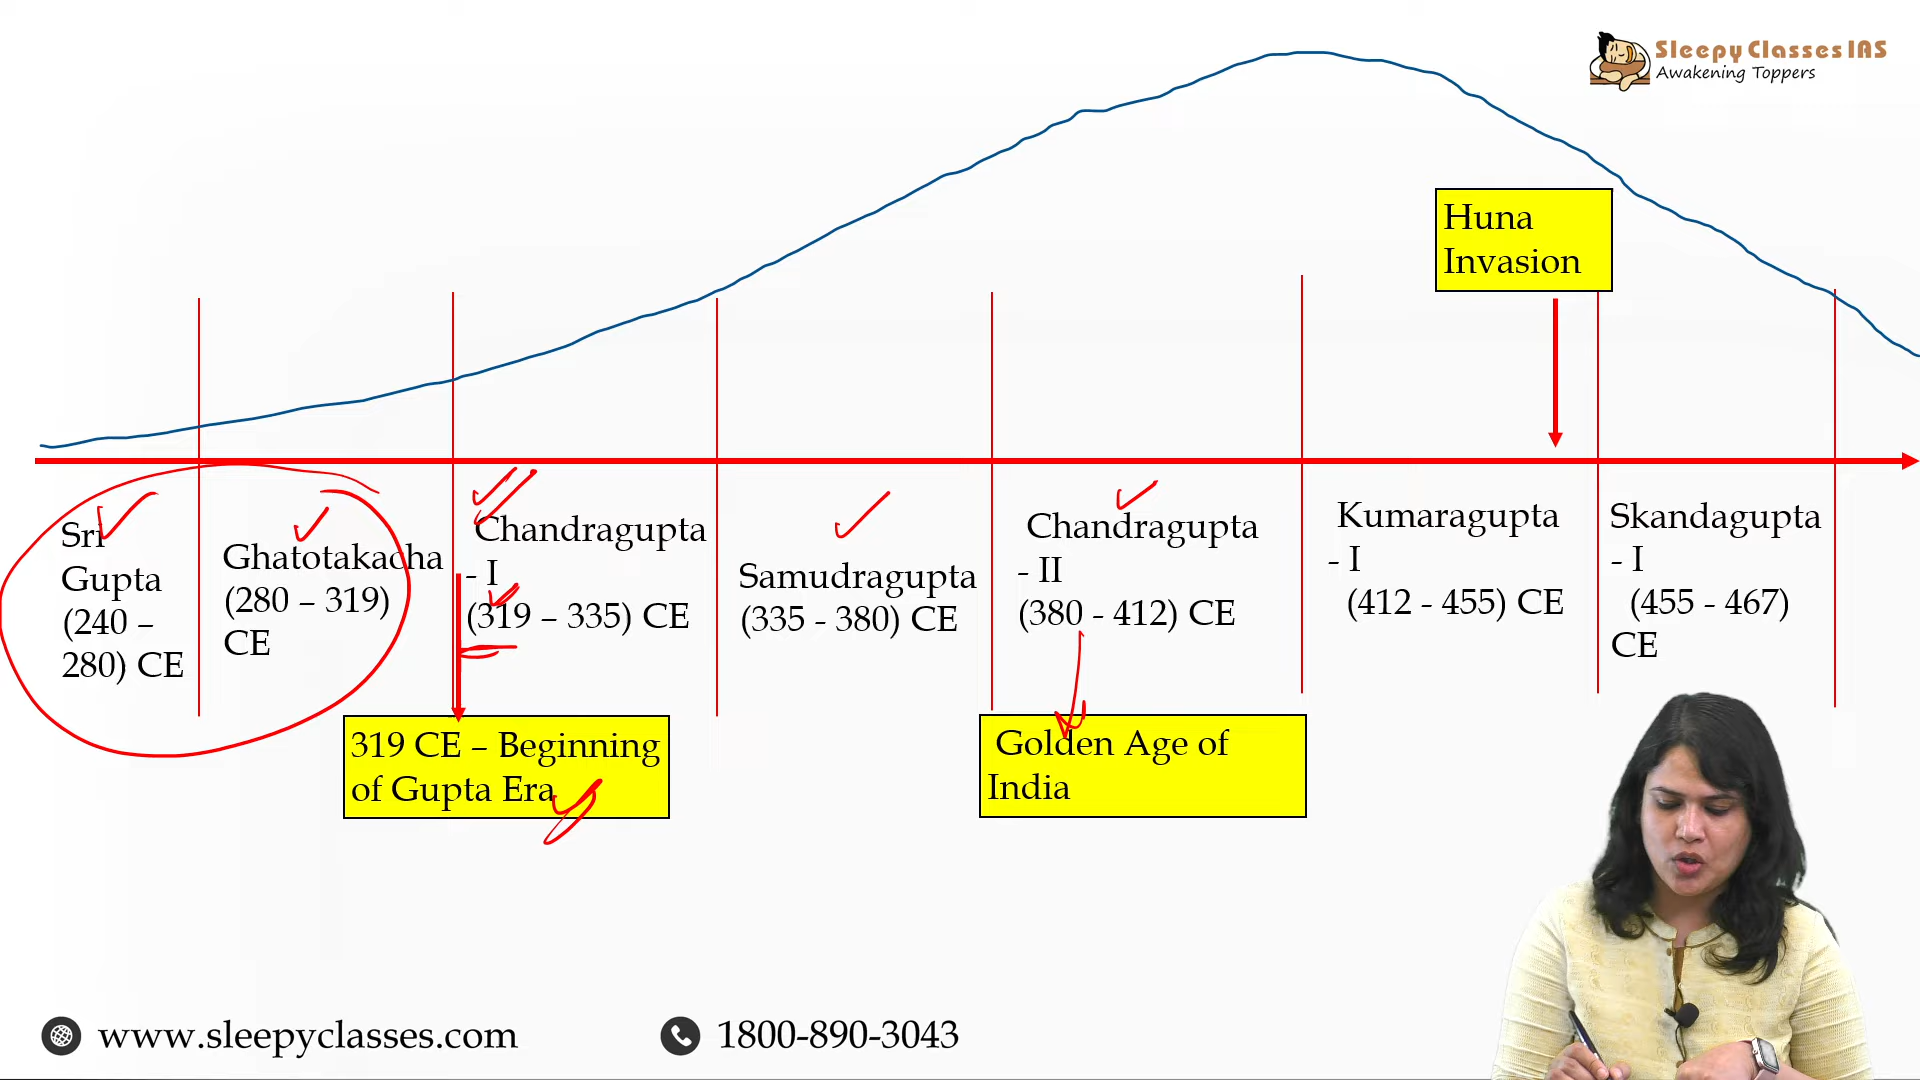 Sleepy Classes IAS
Awakening Toppers
Huna
Invasion
Sri
Gupta
(240 –
280) CE
Ghatotakacha
(280 – 319)
CE
Chandragupta
- I
(319 – 335) CE
Samudragupta
(335 - 380) CE
Chandragupta
- II
(380 - 412) CE
Kumaragupta
- I
(412 - 455) CE
Skandagupta
- I
(455 - 467)
CE
319 CE – Beginning
of Gupta Era
Golden Age of
India
www.sleepyclasses.com
1800-890-3043